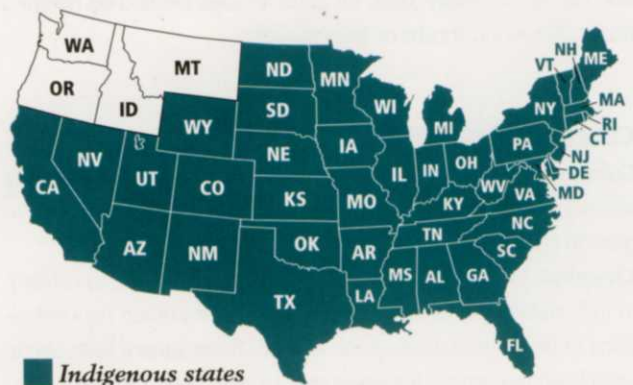 WA
OR
ID
MT
ND
MN
SD
WY
NE
IA
WI
MI
NV
CA
UT
CO
KS
MO
IL
IN
OH
KY
WV
VA
PA
NY
VT
NH
ME
MA
RI
CT
NJ
DE
MD
NC
SC
TN
AZ
NM
OK
AR
TX
LA
MS
AL
GA
FL
Indigenous states